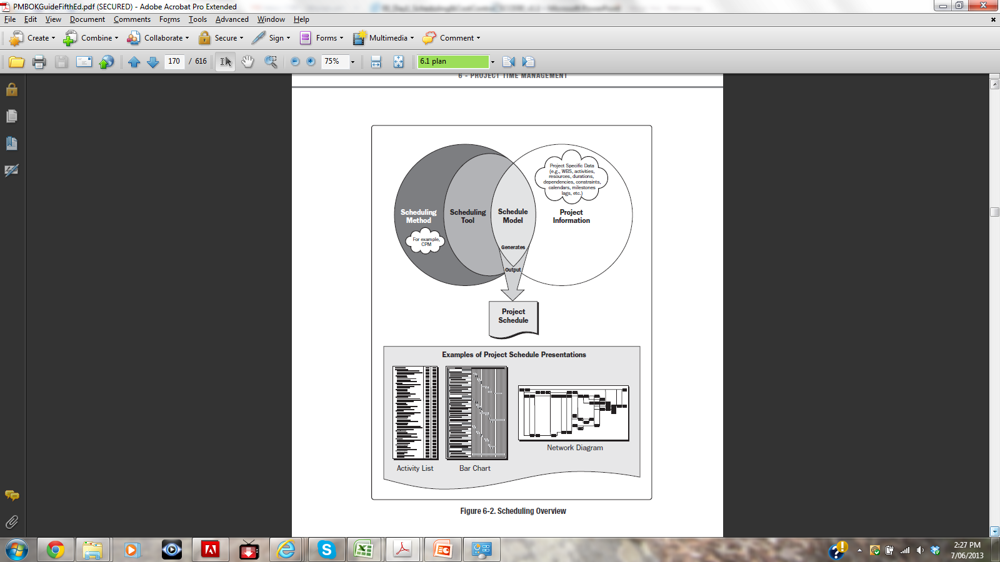 PMBOKGuideFifthEd.pdf (SECURED) - Adobe Acrobat Pro Extended
File Edit View Document Comments Forms Tools Advanced Window Help
Create Combine Collaborate Secure Sign Forms Multimedia Comment
170 / 616 75% 6.1 plan
6 - PROJECT TIME MANAGEMENT
Project Specific Data
(e.g., WBS, activities,
resources, durations,
dependencies, constraints,
calendars, milestones
lags, etc.)
Scheduling
Method
Scheduling
Tool
Schedule
Model
Project
Information
For example,
CPM
Generates
Output
Project
Schedule
Examples of Project Schedule Presentations
Activity List
Bar Chart
Network Diagram
Figure 6-2. Scheduling Overview
2:27 PM
7/06/2013